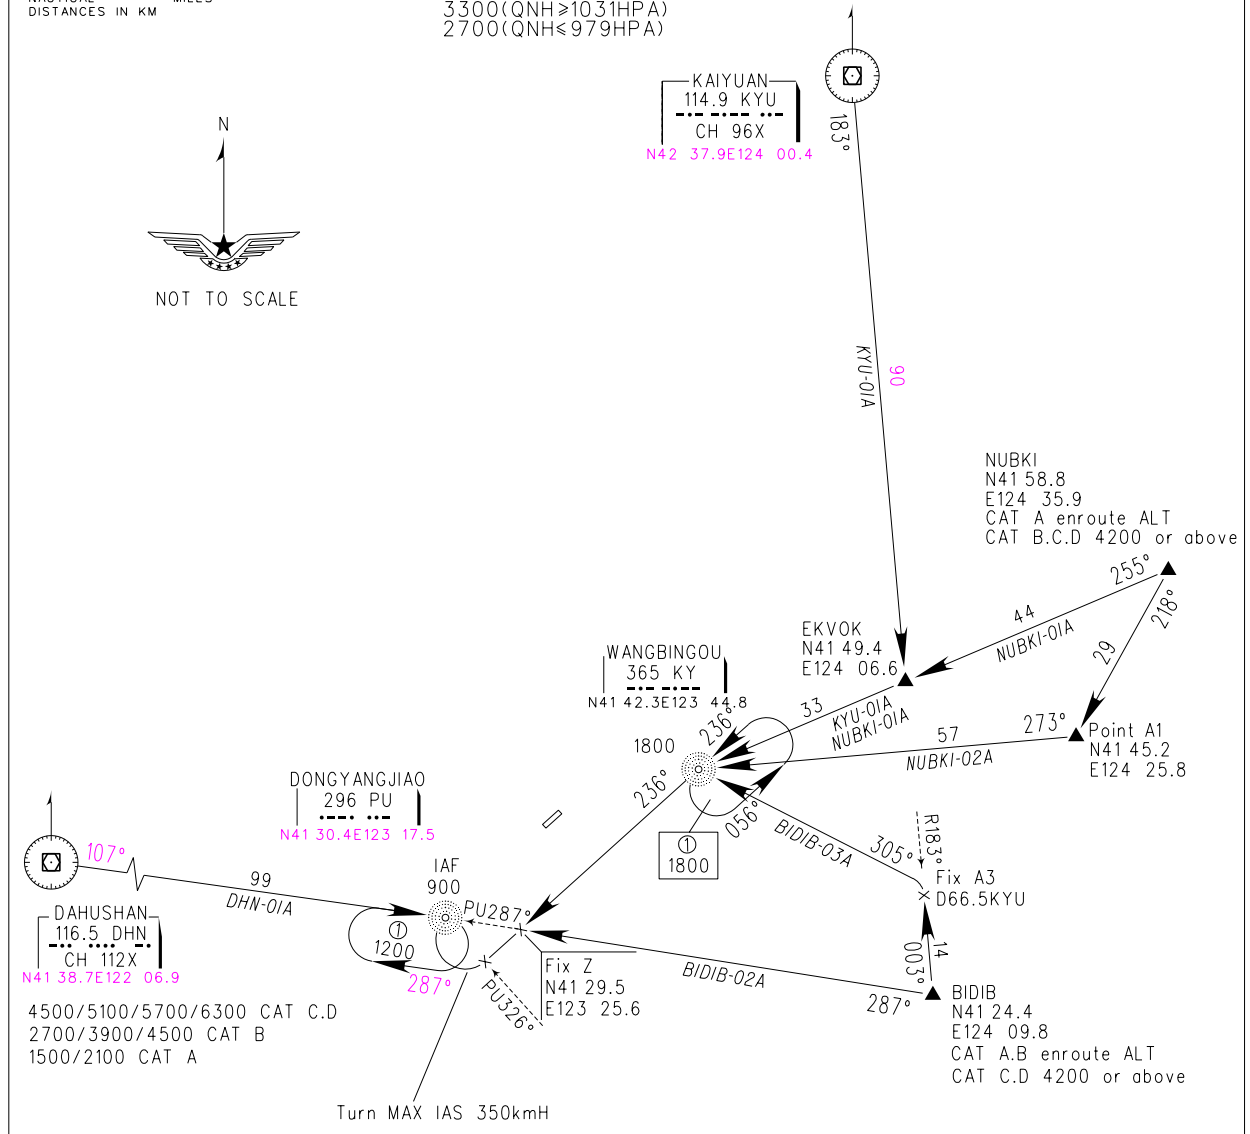 DISTANCES IN KM
3300(QNH≥1031HPA)
2700(QNH≤979HPA)
KAIYUAN
114.9 KYU
CH 96X
N42 37.9E124 00.4
183°
N
NOT TO SCALE
KYU-01A
90
NUBKI
N41 58.8
E124 35.9
CAT A enroute ALT
CAT B.C.D 4200 or above
255°
218°
44
NUBKI-01A
29
EKVOK
N41 49.4
E124 06.6
WANGBINGOU
365 KY
N41 42.3E123 44.8
33
KYU-01A
NUBKI-01A
236°
1800
57
NUBKI-02A
273°
Point A1
N41 45.2
E124 25.8
236°
056°
①
1800
BIDIB-03A
305°
R183°
Fix A3
D66.5KYU
DONGYANGJIAO
296 PU
N41 30.4E123 17.5
IAF
900
107°
99
DHN-01A
DAHUSHAN
116.5 DHN
CH 112X
N41 38.7E122 06.9
①
1200
287°
PU287°
PU326°
Fix Z
N41 29.5
E123 25.6
BIDIB-02A
287°
14
003°
BIDIB
N41 24.4
E124 09.8
CAT A.B enroute ALT
CAT C.D 4200 or above
4500/5100/5700/6300 CAT C.D
2700/3900/4500 CAT B
1500/2100 CAT A
Turn MAX IAS 350kmH